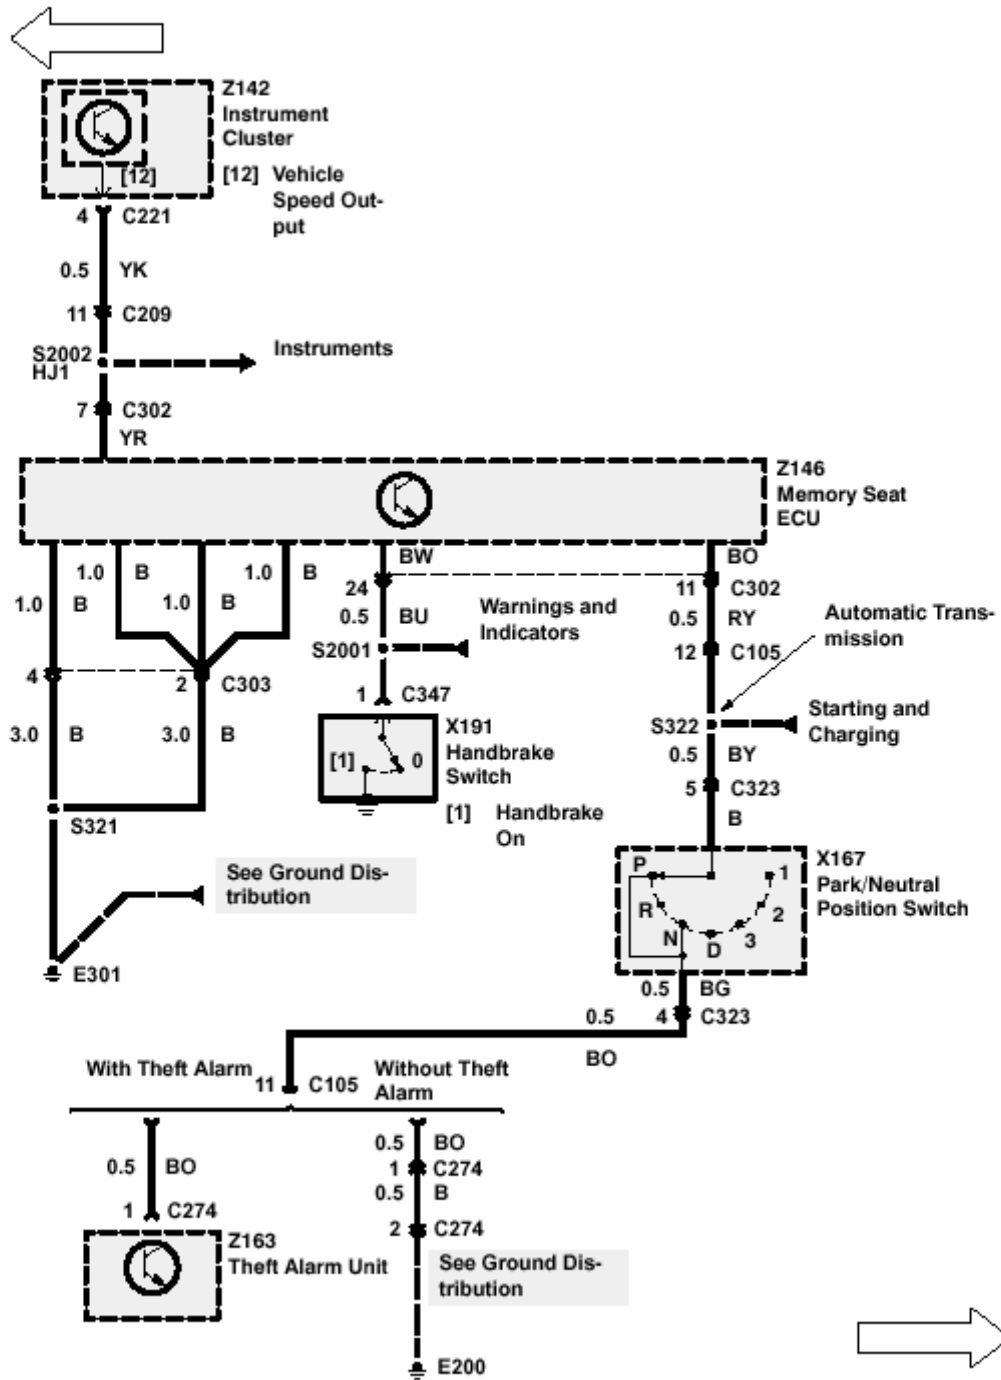 Z142
Instrument
Cluster
[12]
[12] Vehicle
Speed Out-
put
4 C221
0.5 YK
11 C209
S2002
HJ1
Instruments
7 C302
YR
Z146
Memory Seat
ECU
1.0 B
1.0 B
1.0 B
1.0 B
BW
BO
24
11 C302
0.5 BU
0.5 RY
Warnings and
Indicators
Automatic Trans-
mission
S2001
12 C105
4
2 C303
1 C347
3.0 B
3.0 B
X191
Handbrake
Switch
[1] 0
[1] Handbrake
On
S322
Starting and
Charging
0.5 BY
5 C323
B
S321
See Ground Dis-
tribution
E301
X167
Park/Neutral
Position Switch
P
R
N
D
3
2
1
0.5 BG
4 C323
0.5
BO
With Theft Alarm
11 C105
Without Theft
Alarm
0.5 BO
1 C274
0.5 BO
1 C274
0.5 B
2 C274
Z163
Theft Alarm Unit
See Ground Dis-
tribution
E200